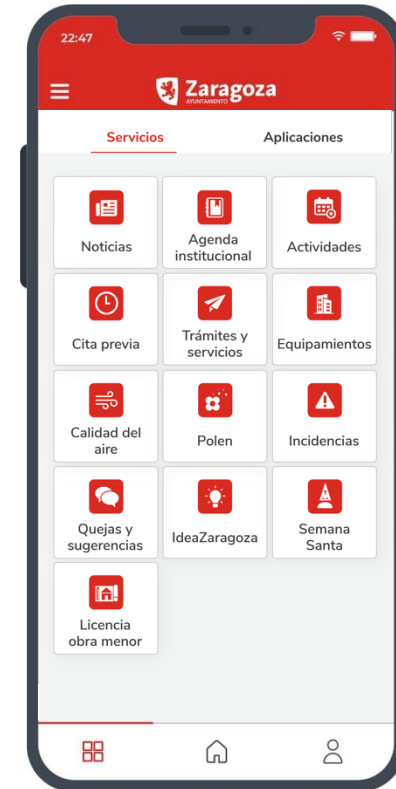 22:47
Zaragoza
AYUNTAMIENTO
Servicios
Aplicaciones
Noticias
Agenda
institucional
Actividades
Cita previa
Trámites y
servicios
Equipamientos
Calidad del
aire
Polen
Incidencias
Quejas y
sugerencias
IdeaZaragoza
Semana
Santa
Licencia
obra menor